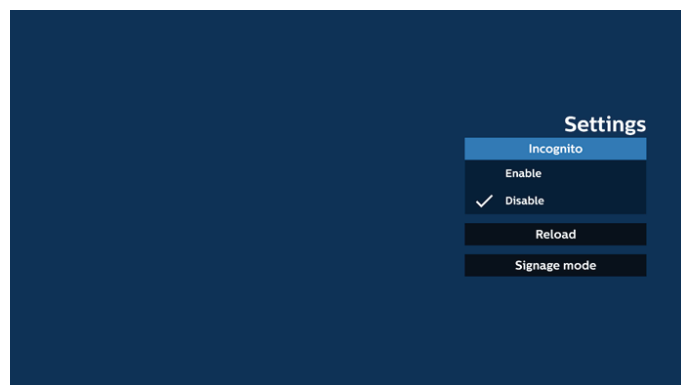 Settings
Incognito
Enable
Disable
Reload
Signage mode